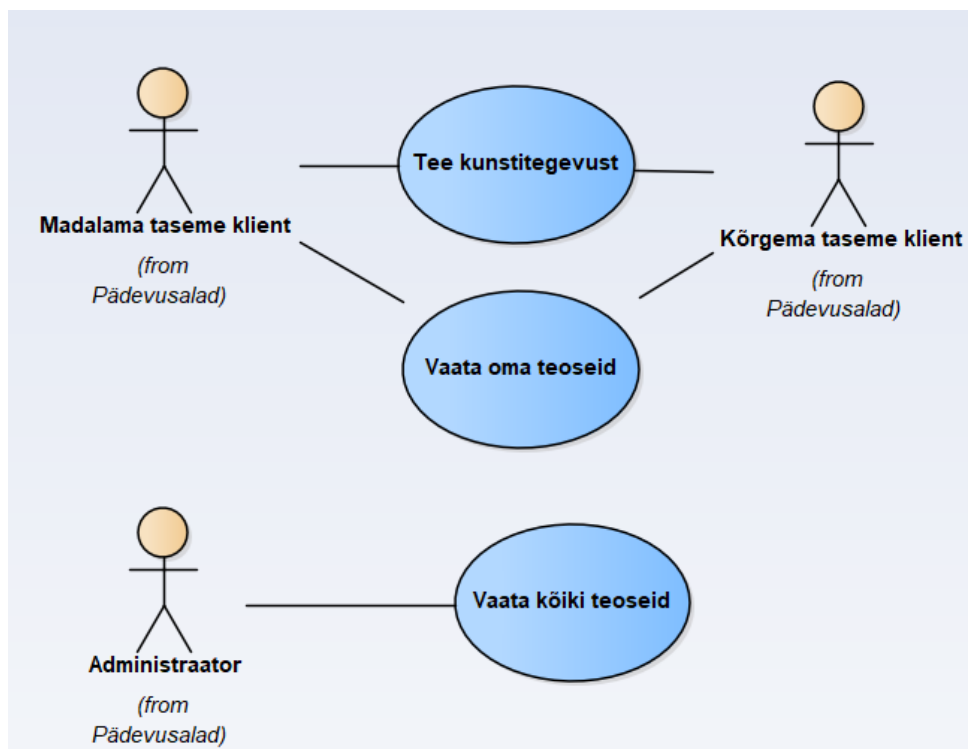 Tee kunstitegevust
Madalama taseme klient
(from
Pädevusalad)
Kõrgema taseme klient
(from
Pädevusalad)
Vaata oma teoseid
Vaata kõiki teoseid
Administraator
(from
Pädevusalad)